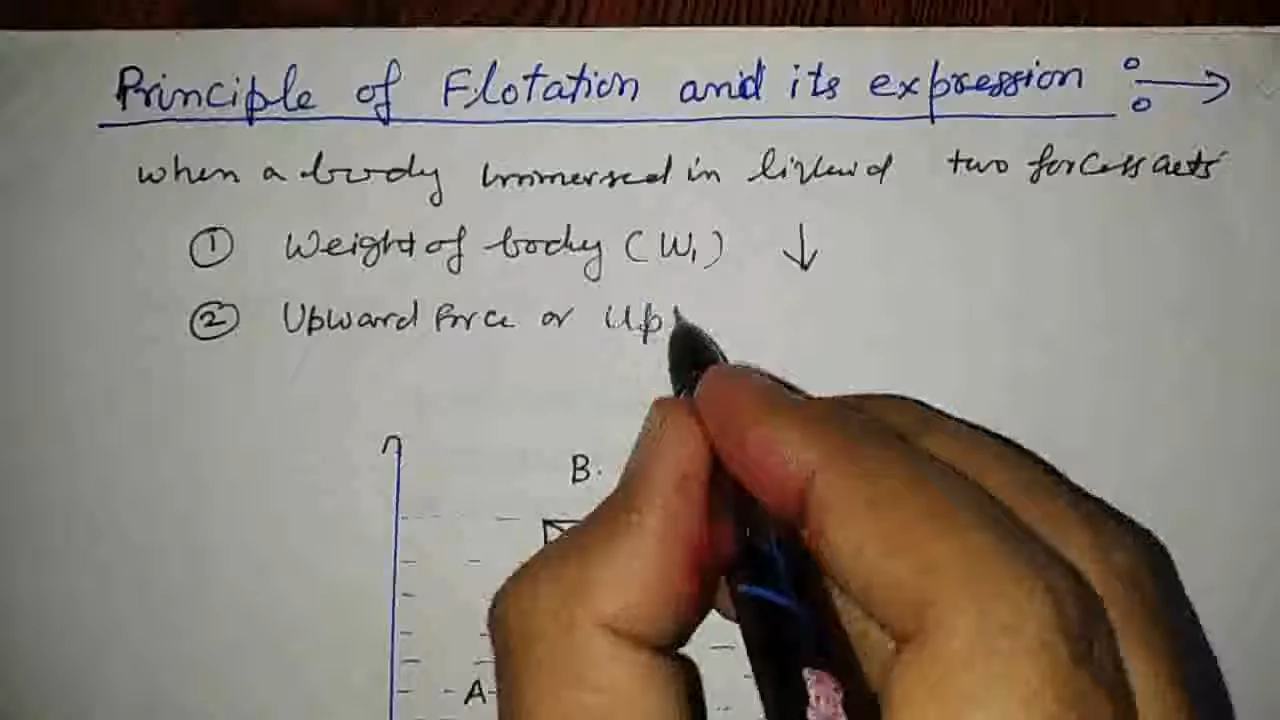 Principle of Flotation and its expression :→
when a body immersed in liquid two forcess acts
① Weight of body (W₁) ↓
② Upward Force or Up
B.
A